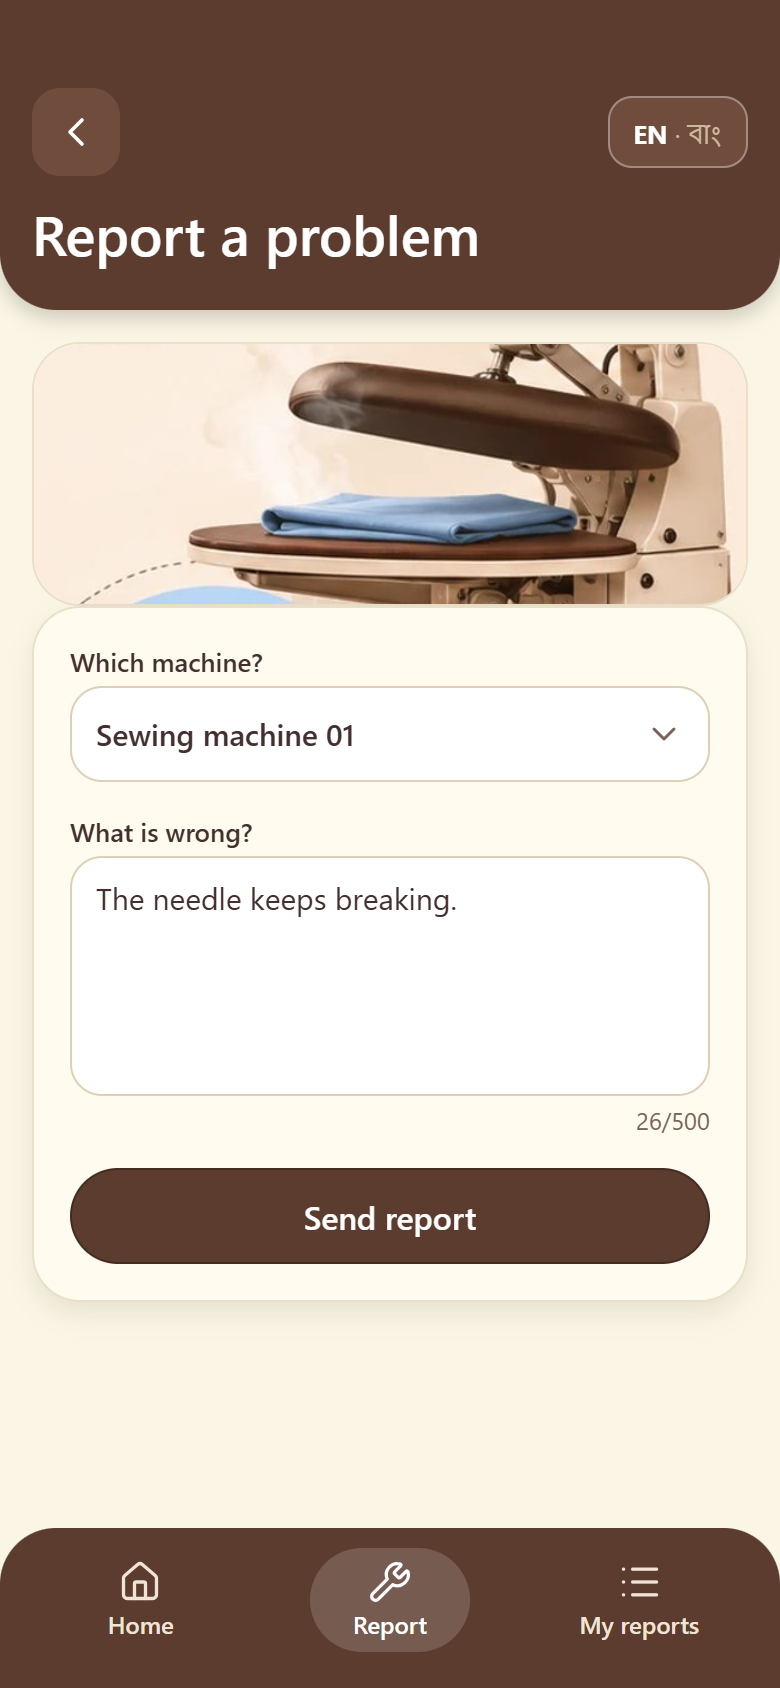 EN · বাং
Report a problem
Which machine?
Sewing machine 01
What is wrong?
The needle keeps breaking.
26/500
Send report
Home
Report
My reports